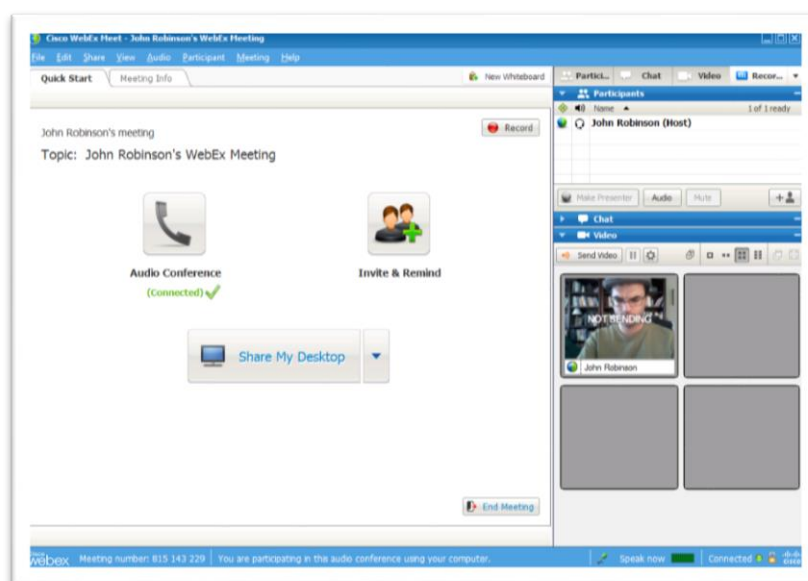 Cisco WebEx Meet - John Robinson's WebEx Meeting
File Edit Share View Audio Participant Meeting Help
Quick Start Meeting Info New Whiteboard
Partici... Chat Video Recor...
Participants
Name 1 of 1 ready
John Robinson (Host)
Make Presenter Audio Mute
Chat
Video
Send Video
NOT SENDING
John Robinson
John Robinson's meeting
Record
Topic: John Robinson's WebEx Meeting
Audio Conference
(Connected)
Invite & Remind
Share My Desktop
End Meeting
cisco
webex Meeting number: 815 143 229 You are participating in this audio conference using your computer. Speak now Connected
cisco